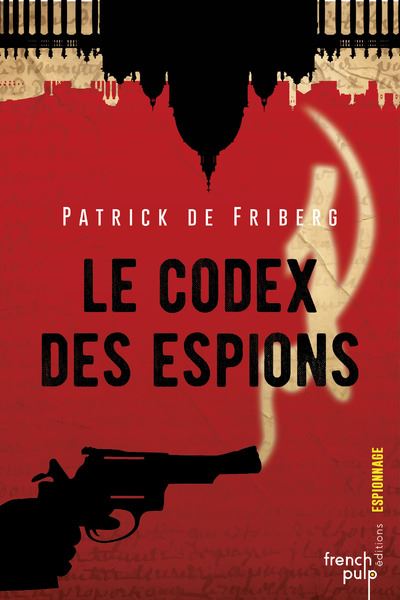 PATRICK DE FRIBERG
LE CODEX
DES ESPIONS
ESPIONNAGE
french
pulp
éditions